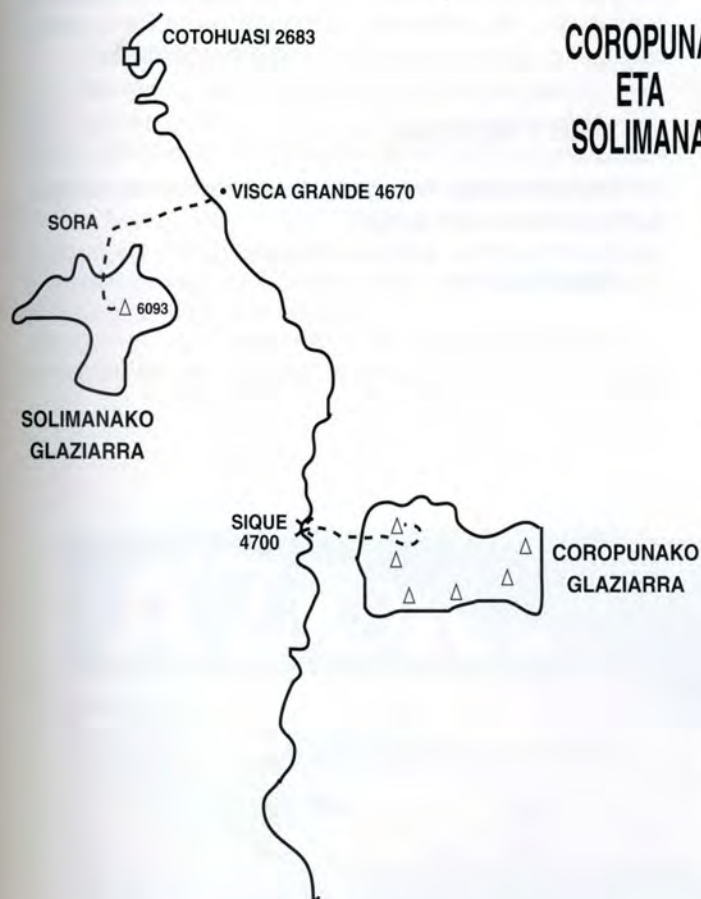 COTOHUASI 2683
COROPUNA
ETA
SOLIMANA
VISCA GRANDE 4670
SORA
6093
SOLIMANAKO
GLAZIARRA
SIQUE
4700
COROPUNAKO
GLAZIARRA